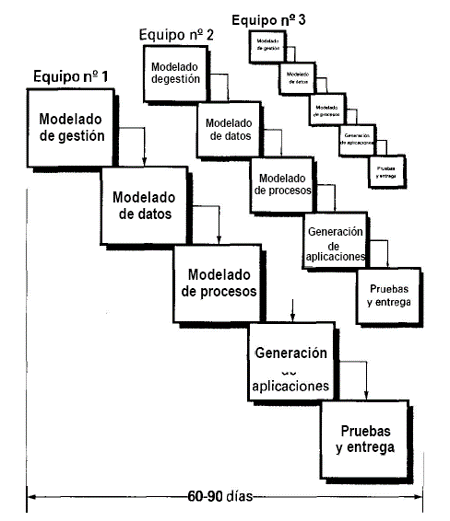 Equipo nº 1
Modelado
de gestión
Modelado
de datos
Modelado
de procesos
Generación
de
aplicaciones
Pruebas
y entrega
Equipo nº 2
Modelado
degestión
Modelado
de datos
Modelado
de procesos
Generación
de
aplicaciones
Pruebas
y entrega
Equipo nº 3
Modelado
de gestión
Modelado
de datos
Modelado
de procesos
Generación
de aplicaciones
Pruebas
y entrega
60-90 días